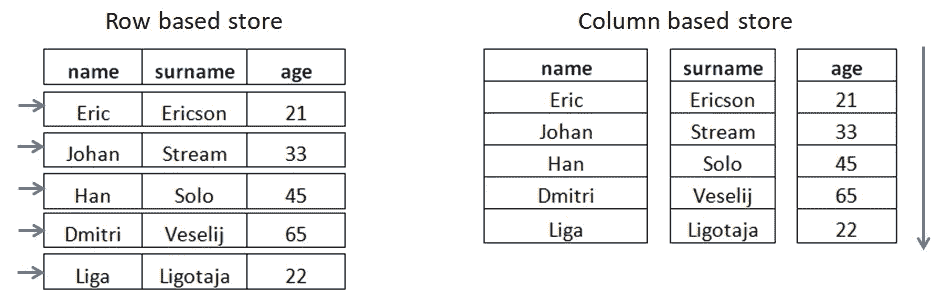 Row based store
name surname age
Eric Ericson 21
Johan Stream 33
Han Solo 45
Dmitri Veselij 65
Liga Ligotaja 22
Column based store
name surname age
Eric Ericson 21
Johan Stream 33
Han Solo 45
Dmitri Veselij 65
Liga Ligotaja 22